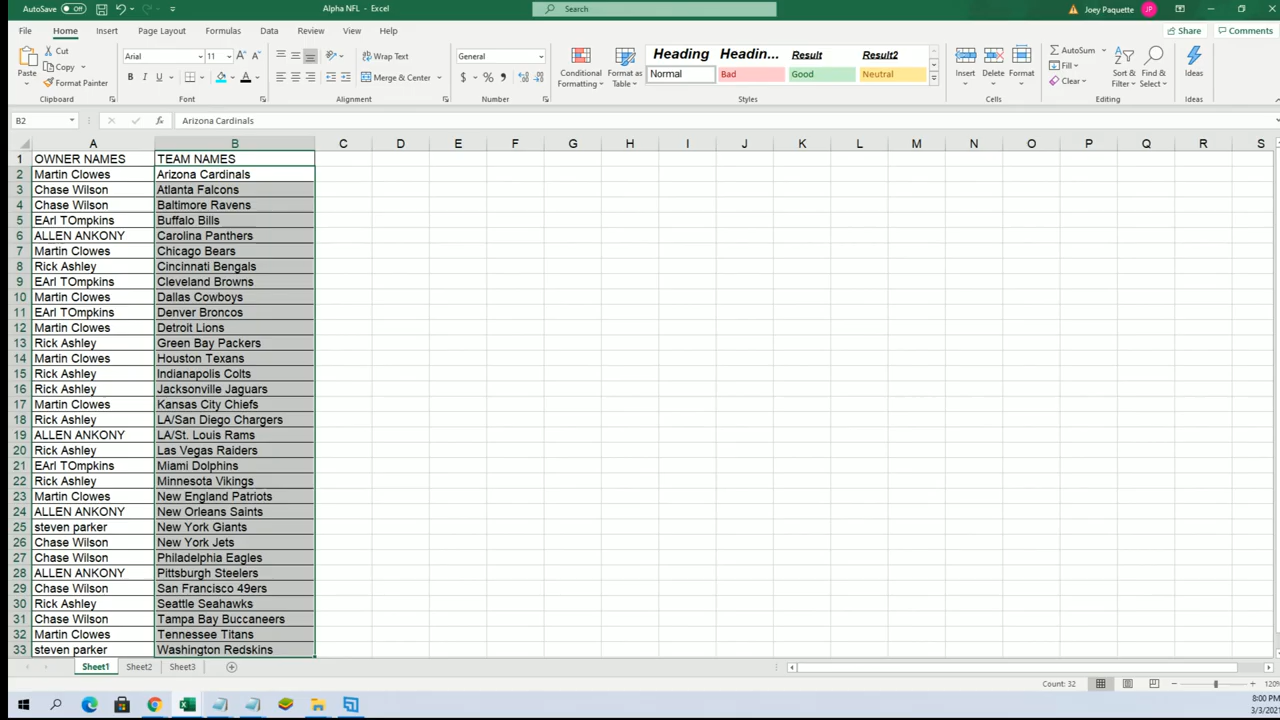 AutoSave Off Alpha NFL - Excel Search Joey Paquette JP
File Home Insert Page Layout Formulas Data Review View Help Share Comments
Paste Cut Copy Format Painter Clipboard
Arial 11 B I U A Font
Wrap Text Merge & Center Alignment
General $ % Number
Conditional Formatting Format as Table
Heading Headin... Result Result2
Normal Bad Good Neutral
Styles
Insert Delete Format Cells
AutoSum Fill Clear Sort & Filter Find & Select Editing
Ideas Ideas
B2 fx Arizona Cardinals
A B C D E F G H I J K L M N O P Q R S
1 OWNER NAMES TEAM NAMES
2 Martin Clowes Arizona Cardinals
3 Chase Wilson Atlanta Falcons
4 Chase Wilson Baltimore Ravens
5 EArl TOmpkins Buffalo Bills
6 ALLEN ANKONY Carolina Panthers
7 Martin Clowes Chicago Bears
8 Rick Ashley Cincinnati Bengals
9 EArl TOmpkins Cleveland Browns
10 Martin Clowes Dallas Cowboys
11 EArl TOmpkins Denver Broncos
12 Martin Clowes Detroit Lions
13 Rick Ashley Green Bay Packers
14 Martin Clowes Houston Texans
15 Rick Ashley Indianapolis Colts
16 Rick Ashley Jacksonville Jaguars
17 Martin Clowes Kansas City Chiefs
18 Rick Ashley LA/San Diego Chargers
19 ALLEN ANKONY LA/St. Louis Rams
20 Rick Ashley Las Vegas Raiders
21 EArl TOmpkins Miami Dolphins
22 Rick Ashley Minnesota Vikings
23 Martin Clowes New England Patriots
24 ALLEN ANKONY New Orleans Saints
25 steven parker New York Giants
26 Chase Wilson New York Jets
27 Chase Wilson Philadelphia Eagles
28 ALLEN ANKONY Pittsburgh Steelers
29 Chase Wilson San Francisco 49ers
30 Rick Ashley Seattle Seahawks
31 Chase Wilson Tampa Bay Buccaneers
32 Martin Clowes Tennessee Titans
33 steven parker Washington Redskins
Sheet1 Sheet2 Sheet3
Count: 32 120%
8:00 PM
3/3/2021